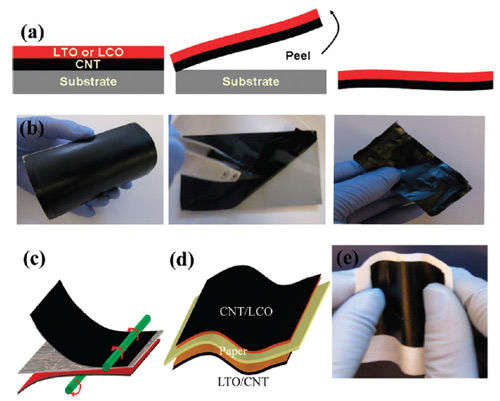 (a)
LTO or LCO
CNT
Substrate
Substrate
Peel
(b)
(c)
(d)
(e)
CNT/LCO
Paper
LTO/CNT